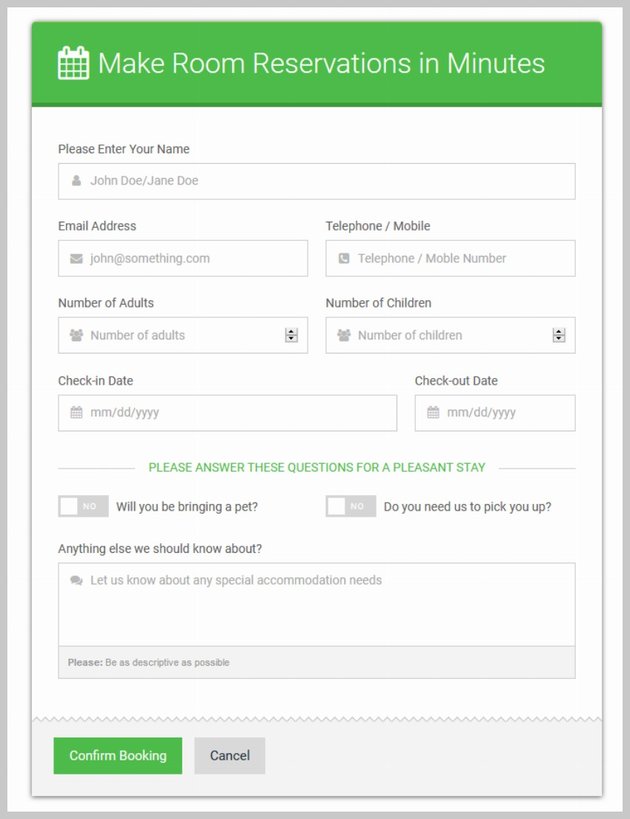 Make Room Reservations in Minutes
Please Enter Your Name
John Doe/Jane Doe
Email Address Telephone / Mobile
john@something.com Telephone / Moble Number
Number of Adults Number of Children
Number of adults Number of children
Check-in Date Check-out Date
mm/dd/yyyy mm/dd/yyyy
PLEASE ANSWER THESE QUESTIONS FOR A PLEASANT STAY
NO Will you be bringing a pet? NO Do you need us to pick you up?
Anything else we should know about?
Let us know about any special accommodation needs
Please: Be as descriptive as possible
Confirm Booking Cancel